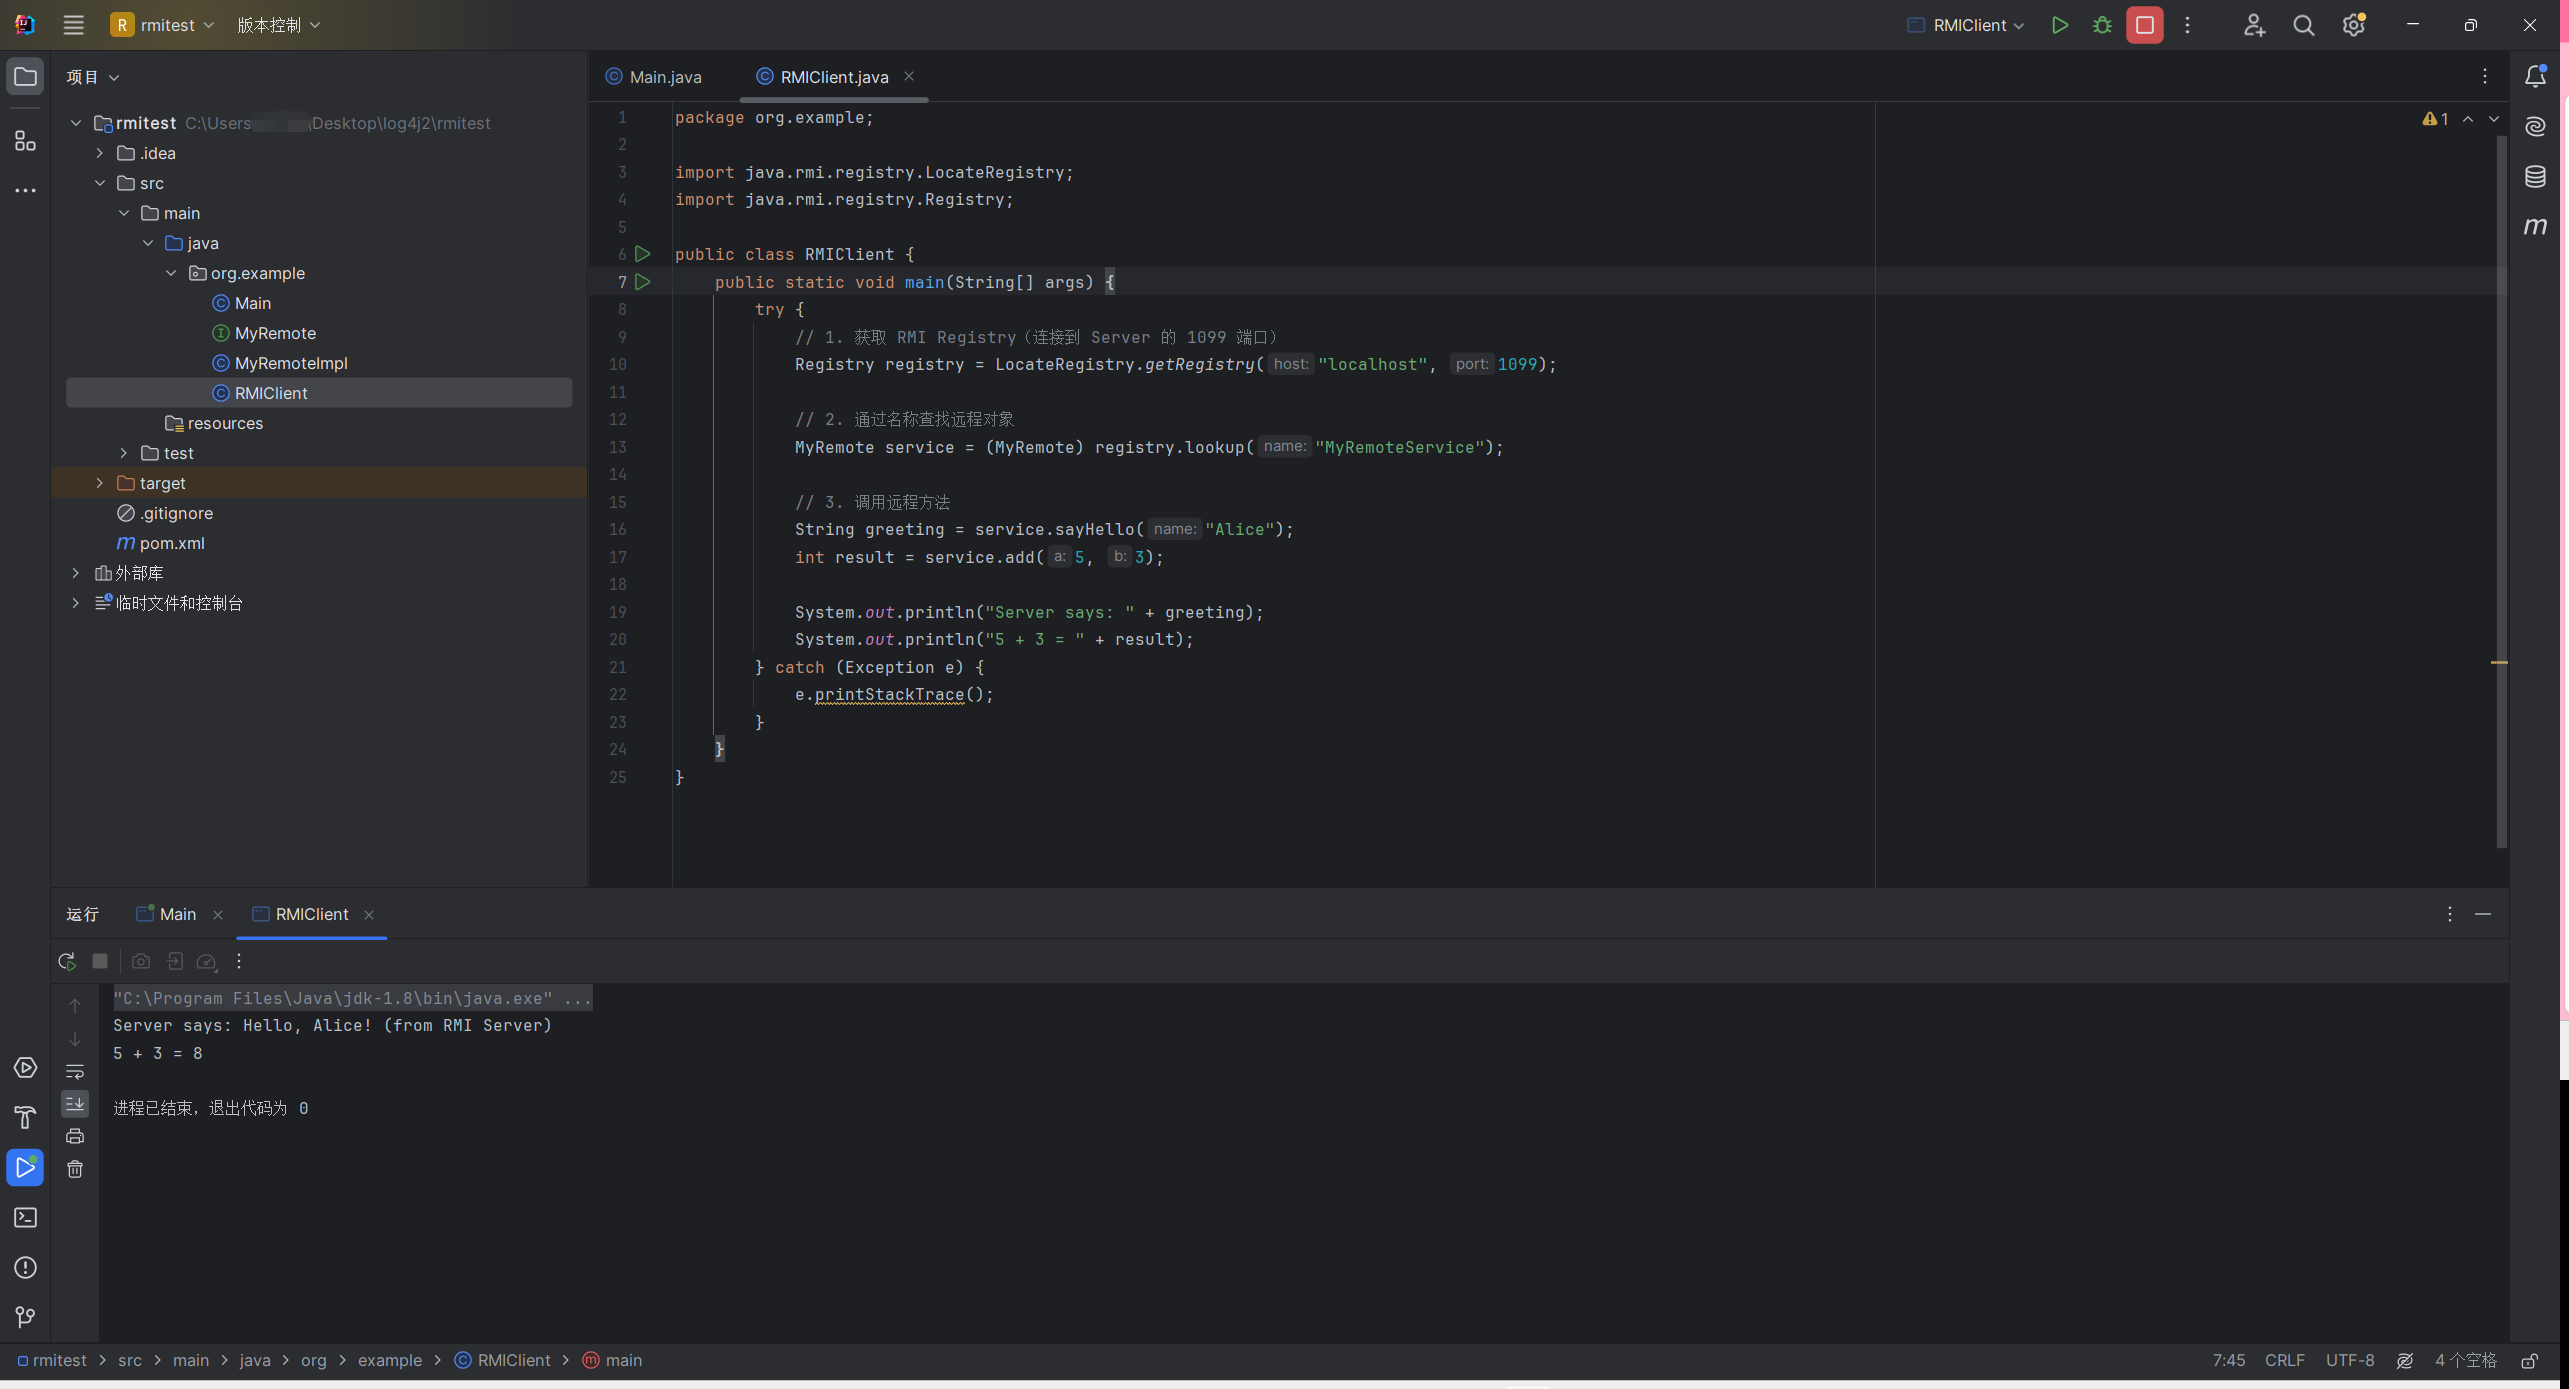 R rmitest 版本控制 RMIClient
项目
rmitest C:\Users \Desktop\log4j2\rmitest
.idea
src
main
java
org.example
Main
MyRemote
MyRemoteImpl
RMIClient
resources
test
target
.gitignore
pom.xml
外部库
临时文件和控制台
Main.java RMIClient.java
1
1 package org.example;
2
3 import java.rmi.registry.LocateRegistry;
4 import java.rmi.registry.Registry;
5
6 public class RMIClient {
7 public static void main(String[] args) {
8 try {
9 // 1. 获取 RMI Registry（连接到 Server 的 1099 端口）
10 Registry registry = LocateRegistry.getRegistry( host: "localhost", port: 1099);
11
12 // 2. 通过名称查找远程对象
13 MyRemote service = (MyRemote) registry.lookup( name: "MyRemoteService");
14
15 // 3. 调用远程方法
16 String greeting = service.sayHello( name: "Alice");
17 int result = service.add( a: 5, b: 3);
18
19 System.out.println("Server says: " + greeting);
20 System.out.println("5 + 3 = " + result);
21 } catch (Exception e) {
22 e.printStackTrace();
23 }
24 }
25 }
运行 Main RMIClient
"C:\Program Files\Java\jdk-1.8\bin\java.exe" ...
Server says: Hello, Alice! (from RMI Server)
5 + 3 = 8
进程已结束，退出代码为 0
rmitest > src > main > java > org > example > RMIClient > main
7:45 CRLF UTF-8 4 个空格